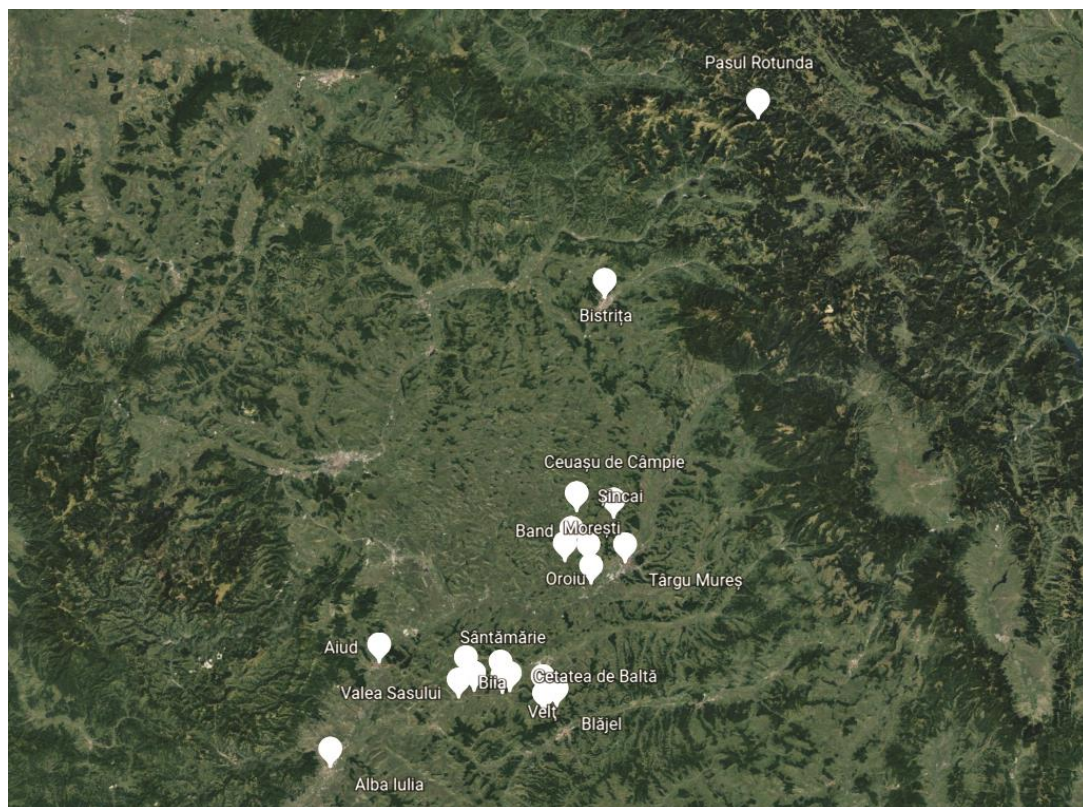 Pasul Rotunda
Bistrița
Ceuașu de Câmpie
Șincai
Band
Morești
Oroiu
Târgu Mureș
Sântămărie
Aiud
Cetatea de Baltă
Bîia
Valea Sasului
Velț
Blăjel
Alba Iulia